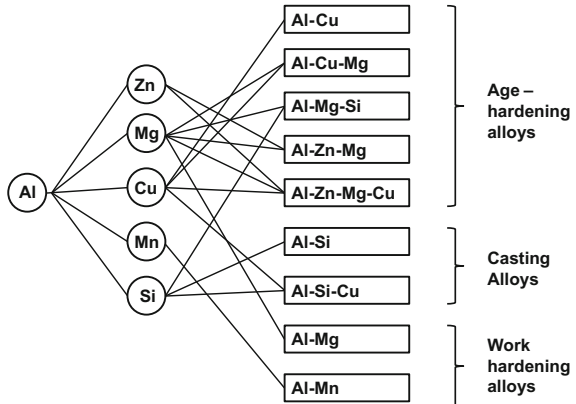 Al
Zn
Mg
Cu
Mn
Si
Al-Cu
Al-Cu-Mg
Al-Mg-Si
Al-Zn-Mg
Al-Zn-Mg-Cu
Al-Si
Al-Si-Cu
Al-Mg
Al-Mn
Age –
hardening
alloys
Casting
Alloys
Work
hardening
alloys